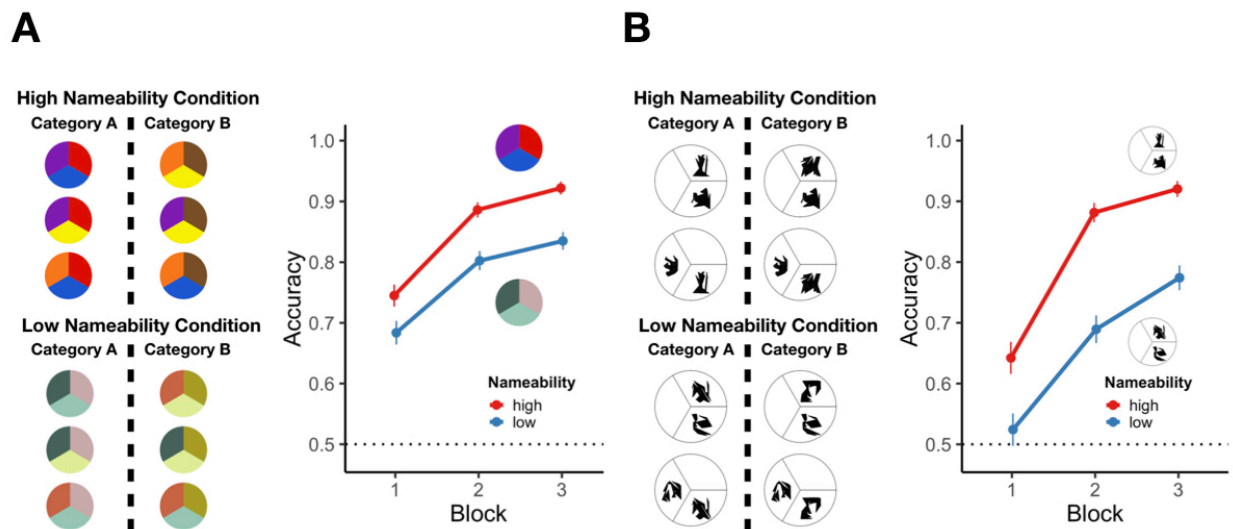 A
High Nameability Condition
Category A Category B
Low Nameability Condition
Category A Category B
Accuracy
1.0
0.9
0.8
0.7
0.6
0.5
Nameability
high
low
1 2 3
Block
B
High Nameability Condition
Category A Category B
Low Nameability Condition
Category A Category B
Accuracy
1.0
0.9
0.8
0.7
0.6
0.5
Nameability
high
low
1 2 3
Block